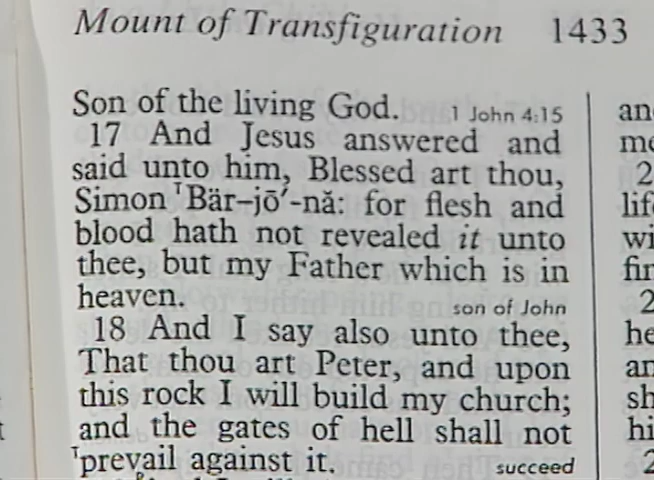 Mount of Transfiguration 1433
Son of the living God. 1 John 4:15
17 And Jesus answered and
said unto him, Blessed art thou,
Simon ᵀBär–jō′-nă: for flesh and
blood hath not revealed it unto
thee, but my Father which is in
heaven. son of John
18 And I say also unto thee,
That thou art Peter, and upon
this rock I will build my church;
and the gates of hell shall not
ᵀprevail against it. succeed